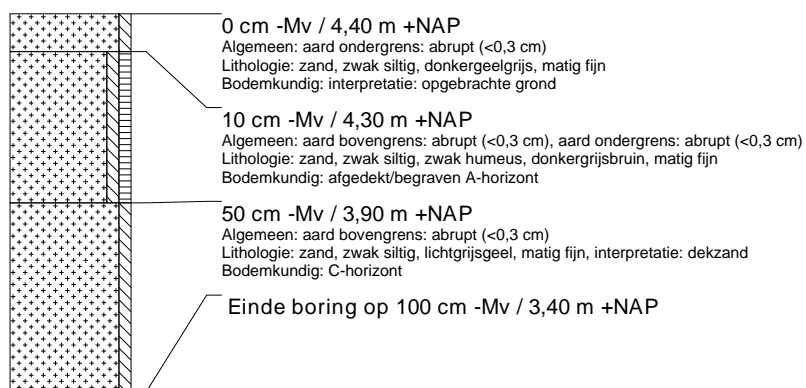 0 cm -Mv / 4,40 m +NAP
Algemeen: aard ondergrens: abrupt (<0,3 cm)
Lithologie: zand, zwak siltig, donkergeelgrijs, matig fijn
Bodemkundig: interpretatie: opgebrachte grond
10 cm -Mv / 4,30 m +NAP
Algemeen: aard bovengrens: abrupt (<0,3 cm), aard ondergrens: abrupt (<0,3 cm)
Lithologie: zand, zwak siltig, zwak humeus, donkergrijsbruin, matig fijn
Bodemkundig: afgedekt/begraven A-horizont
50 cm -Mv / 3,90 m +NAP
Algemeen: aard bovengrens: abrupt (<0,3 cm)
Lithologie: zand, zwak siltig, lichtgrijsgeel, matig fijn, interpretatie: dekzand
Bodemkundig: C-horizont
Einde boring op 100 cm -Mv / 3,40 m +NAP